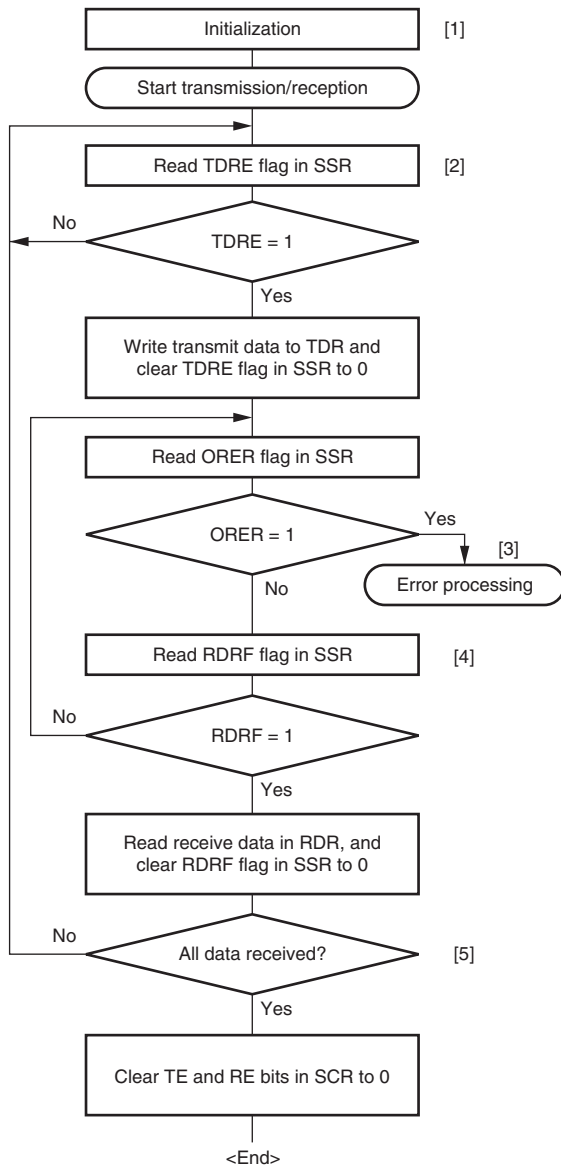 Initialization [1]
Start transmission/reception
Read TDRE flag in SSR [2]
No
TDRE = 1
Yes
Write transmit data to TDR and
clear TDRE flag in SSR to 0
Read ORER flag in SSR
ORER = 1
Yes
[3]
Error processing
No
Read RDRF flag in SSR [4]
No
RDRF = 1
Yes
Read receive data in RDR, and
clear RDRF flag in SSR to 0
No
All data received? [5]
Yes
Clear TE and RE bits in SCR to 0
<End>